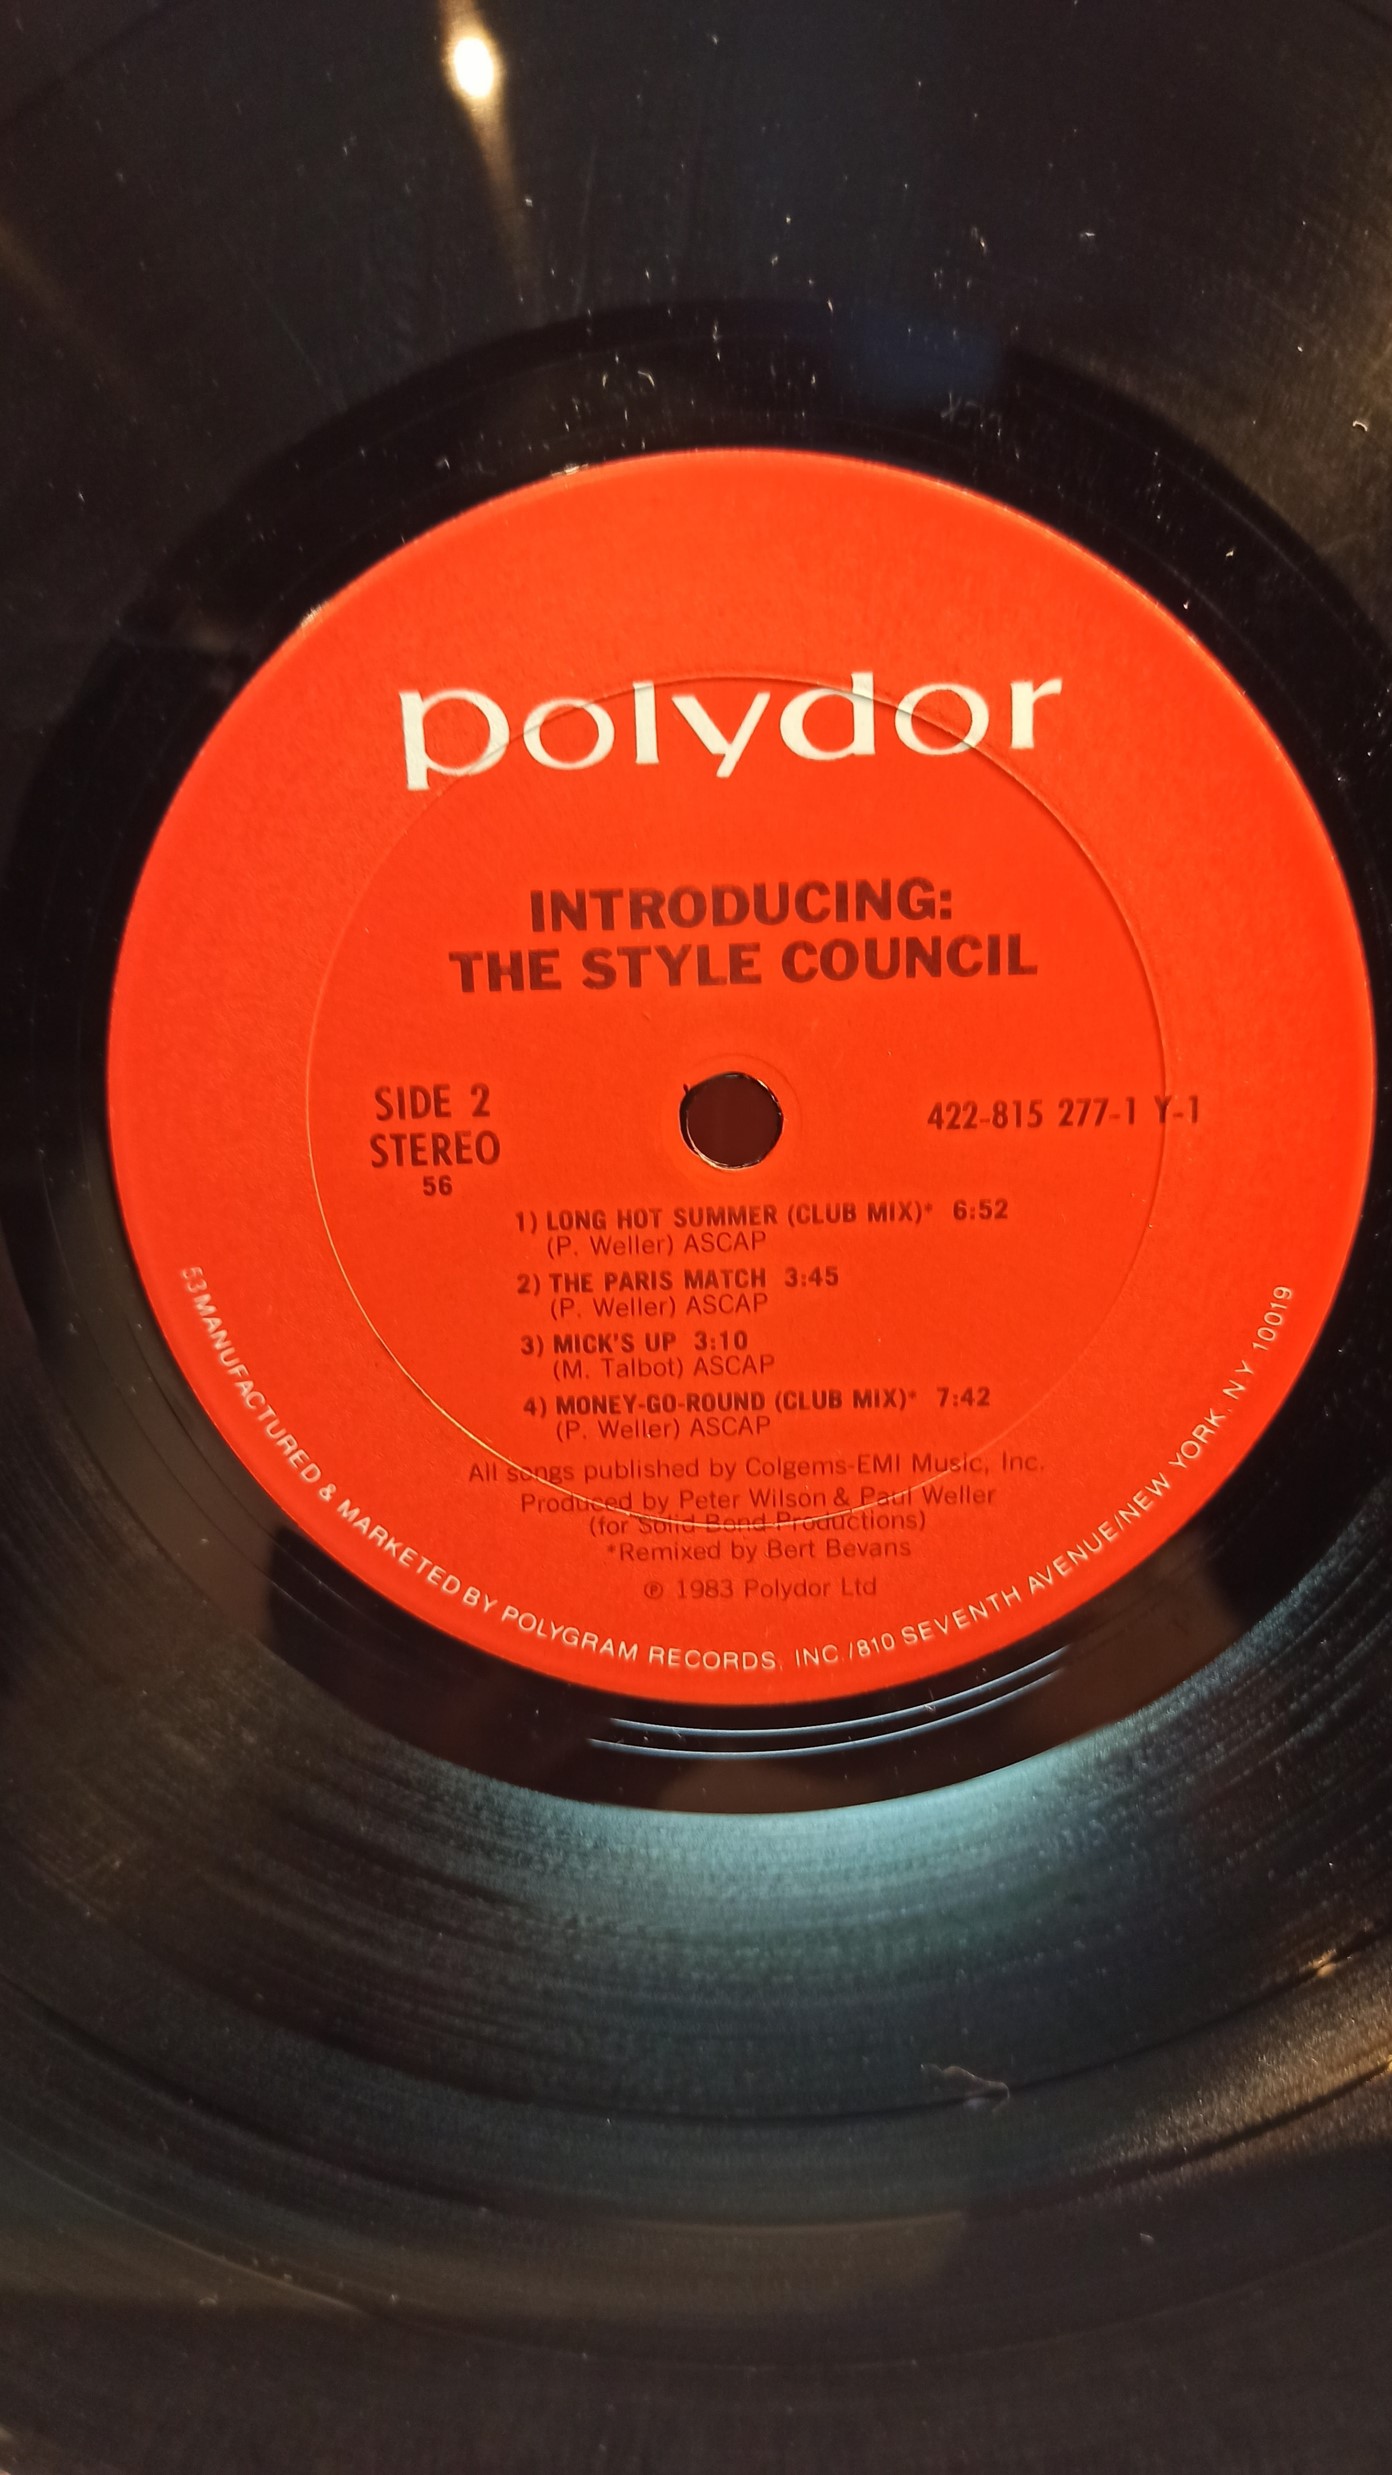 polydor
INTRODUCING:
THE STYLE COUNCIL
SIDE 2
STEREO
56
422-815 277-1 Y-1
1) LONG HOT SUMMER (CLUB MIX)* 6:52
(P. Weller) ASCAP
2) THE PARIS MATCH 3:45
(P. Weller) ASCAP
3) MICK'S UP 3:10
(M. Talbot) ASCAP
4) MONEY-GO-ROUND (CLUB MIX)* 7:42
(P. Weller) ASCAP
All songs published by Colgems-EMI Music, Inc.
Produced by Peter Wilson & Paul Weller
(for Solid Bond Productions)
*Remixed by Bert Bevans
℗ 1983 Polydor Ltd
53 MANUFACTURED & MARKETED BY POLYGRAM RECORDS, INC./810 SEVENTH AVENUE/NEW YORK, N.Y 10019